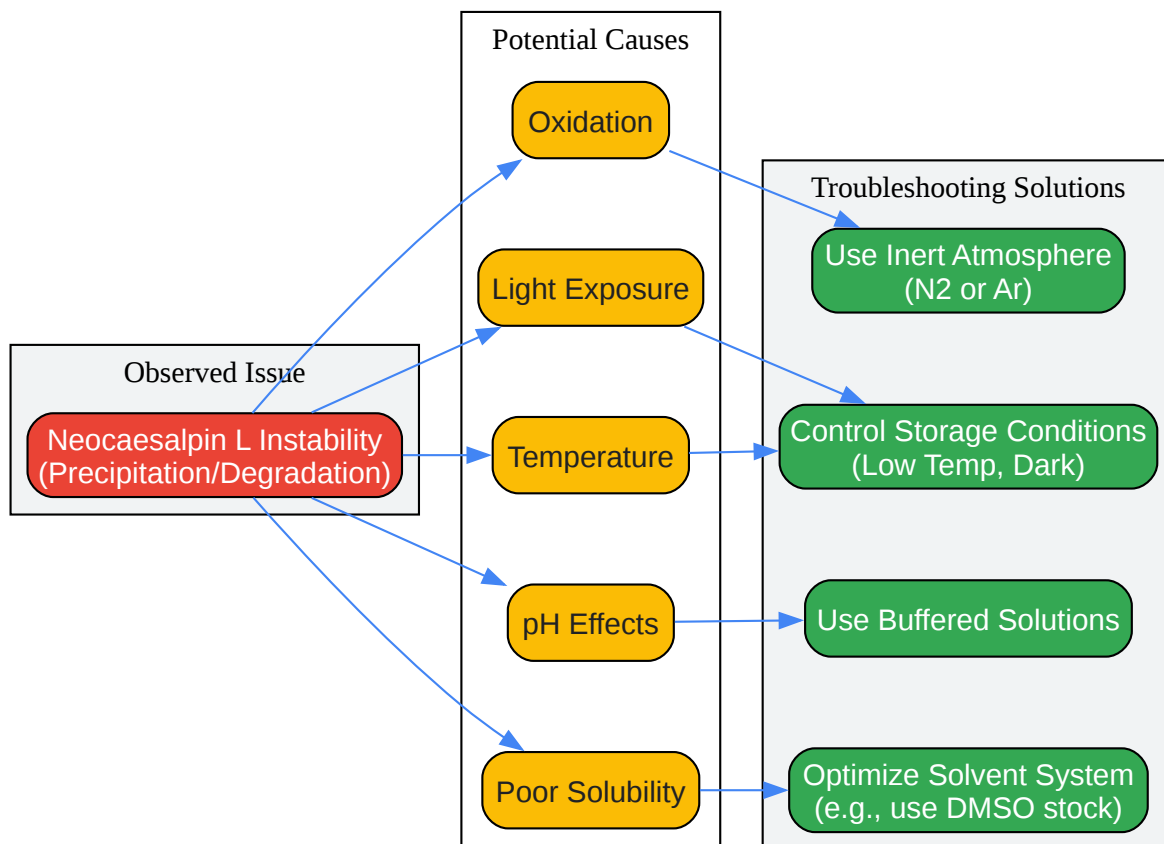 Observed Issue
Neocaesalpin L Instability
(Precipitation/Degradation)
Potential Causes
Oxidation
Light Exposure
Temperature
pH Effects
Poor Solubility
Troubleshooting Solutions
Use Inert Atmosphere
(N2 or Ar)
Control Storage Conditions
(Low Temp, Dark)
Use Buffered Solutions
Optimize Solvent System
(e.g., use DMSO stock)